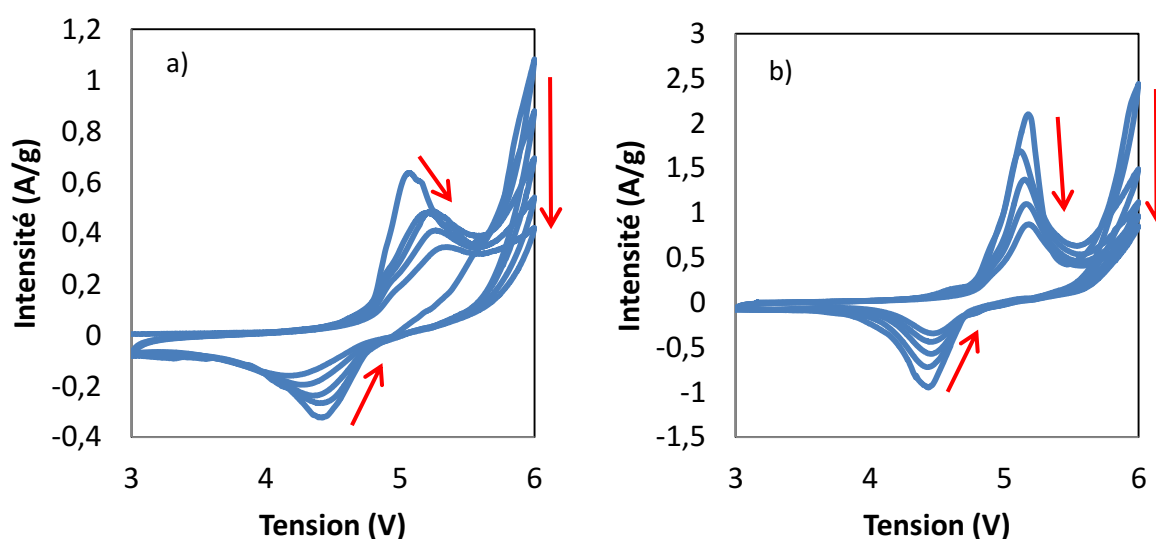 a)
Intensité (A/g)
1,2
1
0,8
0,6
0,4
0,2
0
-0,2
-0,4
3 4 5 6
Tension (V)
b)
Intensité (A/g)
3
2,5
2
1,5
1
0,5
0
-0,5
-1
-1,5
3 4 5 6
Tension (V)